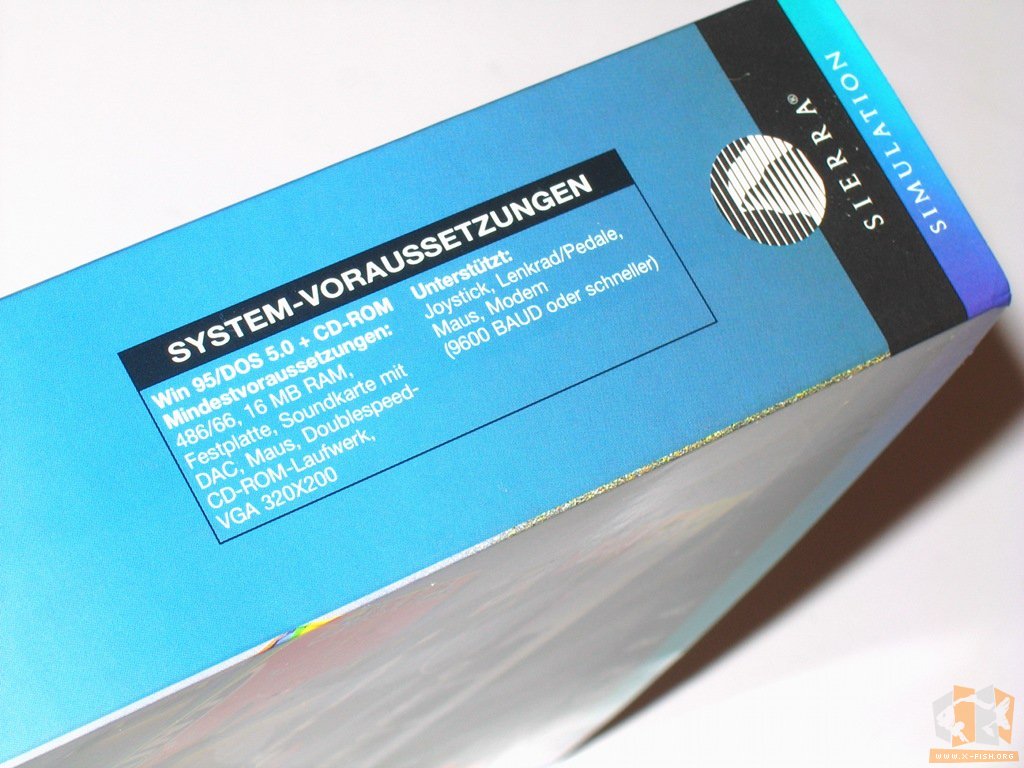 SYSTEM-VORAUSSETZUNGEN
Win 95/DOS 5.0 + CD-ROM
Mindestvoraussetzungen:
486/66, 16 MB RAM,
Festplatte, Soundkarte mit
DAC, Maus, Doublespeed-
CD-ROM-Laufwerk,
VGA 320X200
Unterstützt:
Joystick, Lenkrad/Pedale,
Maus, Modem
(9600 BAUD oder schneller)
SIERRA®
SIMULATION
WWW.X-FISH.ORG